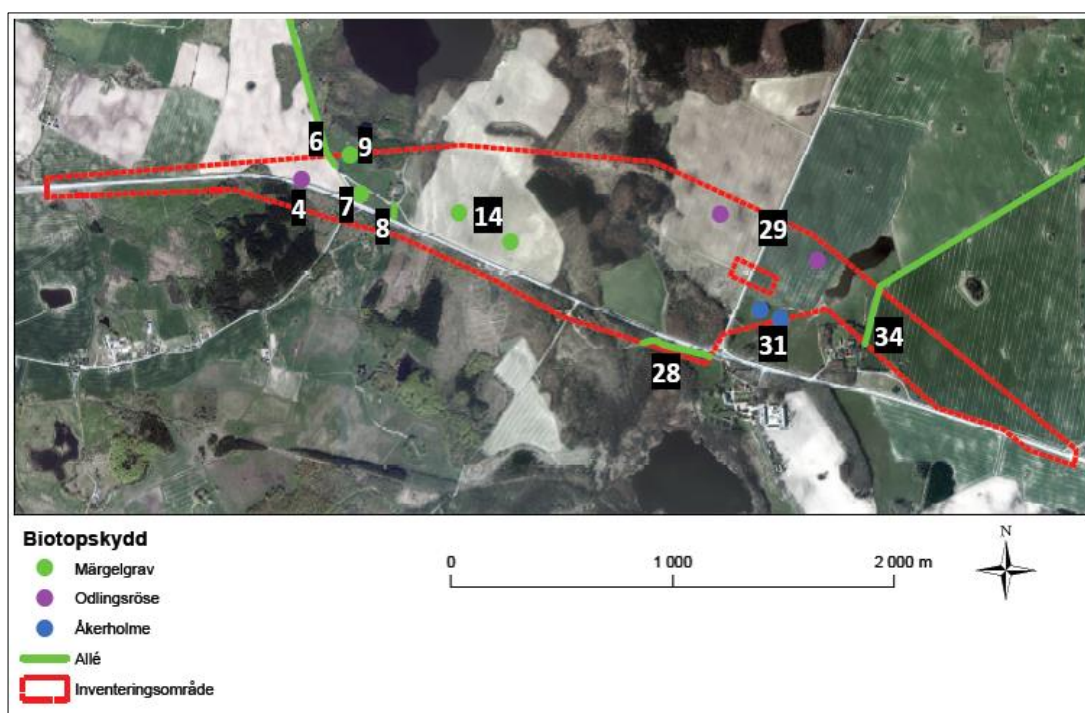 6
9
4
7
8
14
29
31
34
28
Biotopskydd
Märgelgrav
Odlingsröse
Åkerholme
Allé
Inventeringsområde
0 1 000 2 000 m
N